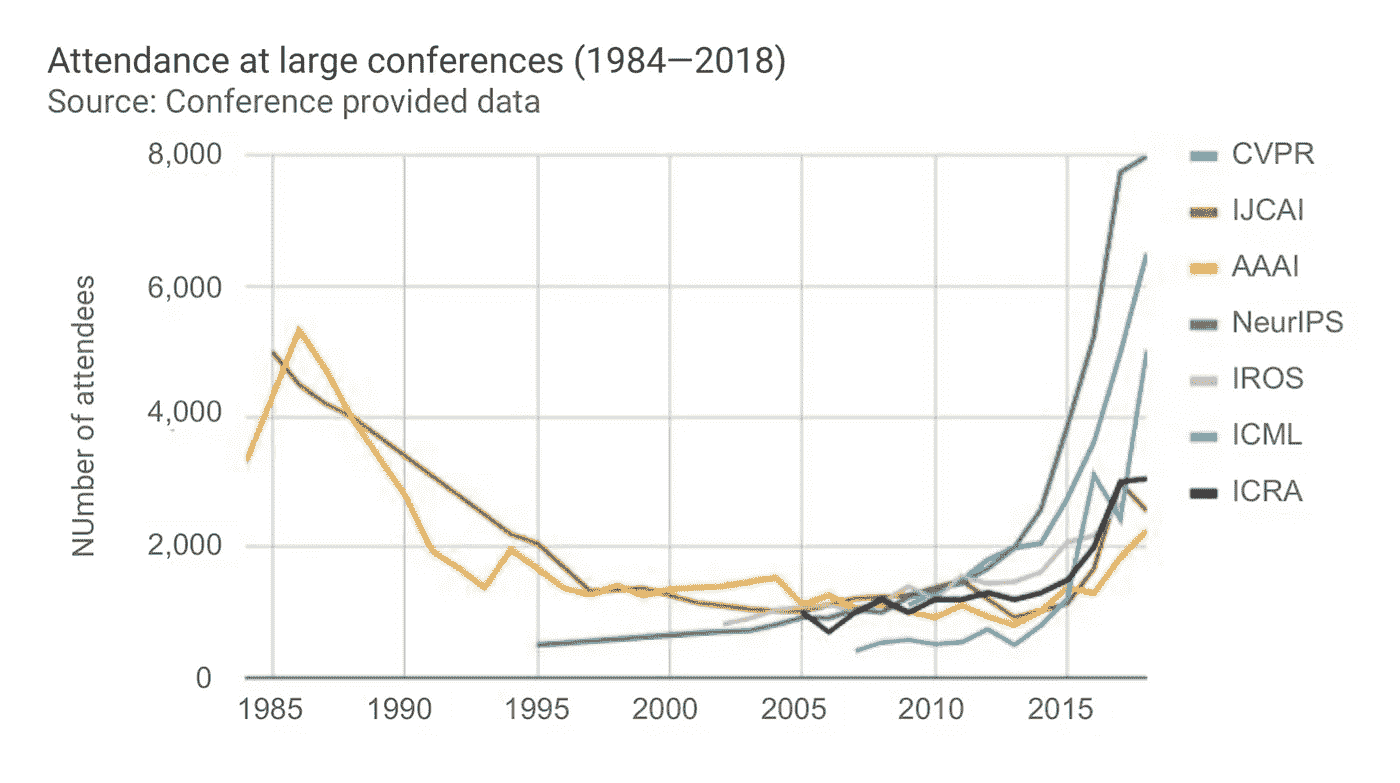 Attendance at large conferences (1984—2018)
Source: Conference provided data
NUmber of attendees
8,000
6,000
4,000
2,000
0
1985 1990 1995 2000 2005 2010 2015
CVPR
IJCAI
AAAI
NeurIPS
IROS
ICML
ICRA